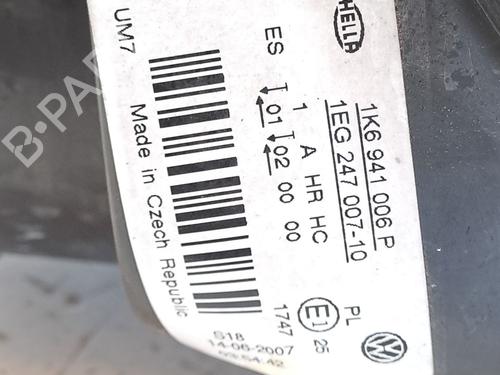 HELLA
1K6 941 006 P
1EG 247 007-10
1 A HR HC
ES 01 02 00 00
UM7
Made in Czech Republic
PL
E1 25
1747
S18
14-06-2007
B-PARTS